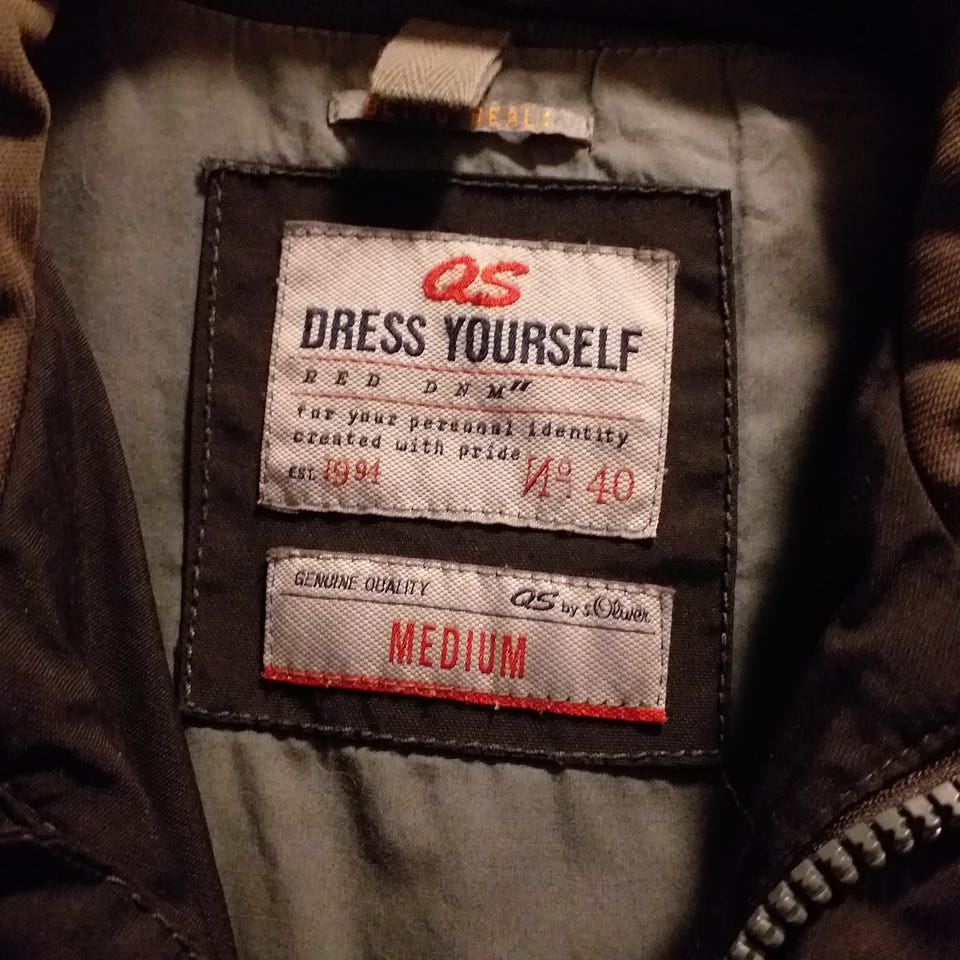 QS
DRESS YOURSELF
RED DNM"
for your personal identity
created with pride
EST. 1994 No 40
GENUINE QUALITY QS by s.Oliver
MEDIUM